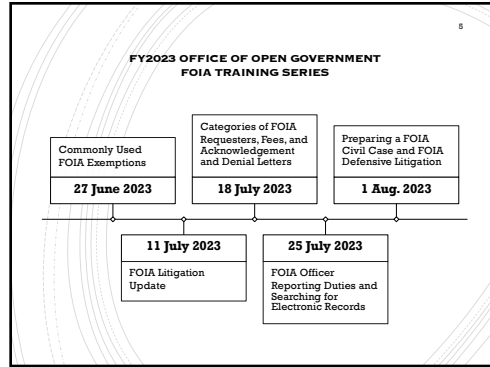 5
FY2023 OFFICE OF OPEN GOVERNMENT
FOIA TRAINING SERIES
Commonly Used
FOIA Exemptions
27 June 2023
11 July 2023
FOIA Litigation
Update
Categories of FOIA
Requesters, Fees, and
Acknowledgement
and Denial Letters
18 July 2023
25 July 2023
FOIA Officer
Reporting Duties and
Searching for
Electronic Records
Preparing a FOIA
Civil Case and FOIA
Defensive Litigation
1 Aug. 2023